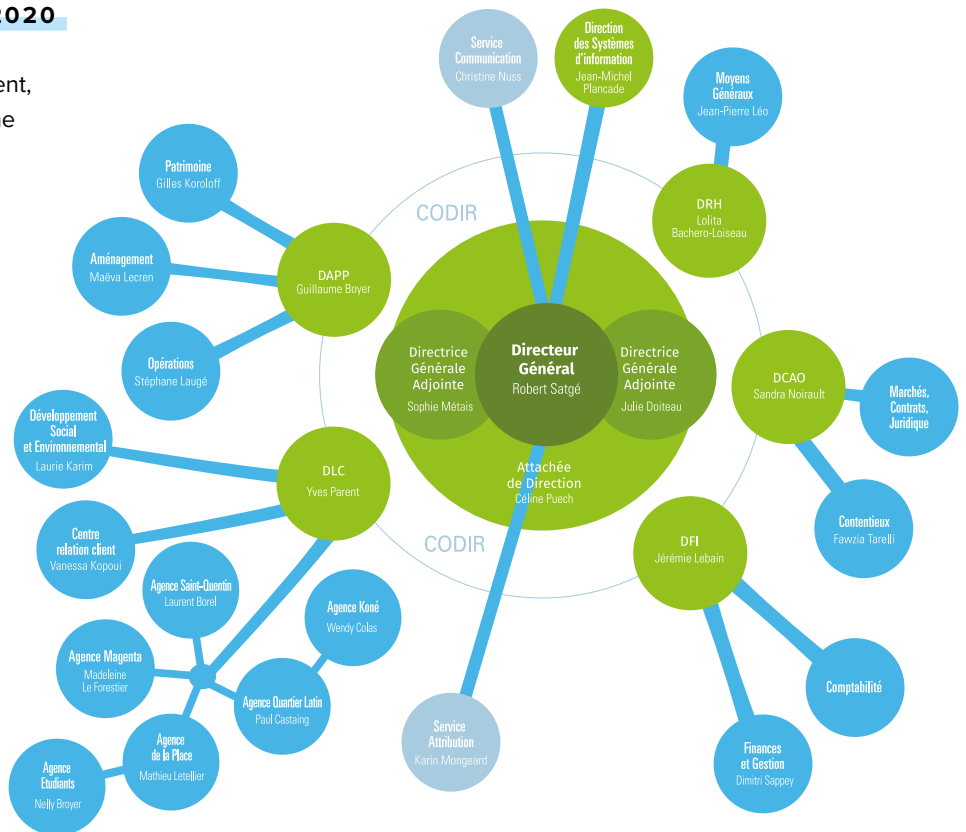 2020
Service
Communication
Christine Nuss
Direction
des Systèmes
d'information
Jean-Michel
Plancade
Moyens
Généraux
Jean-Pierre Léo
Patrimoine
Gilles Koroloff
CODIR
DRH
Lolita
Bachero-Loiseau
Aménagement
Maëva Lecren
DAPP
Guillaume Boyer
Opérations
Stéphane Laugé
Directrice
Générale
Adjointe
Sophie Métais
Directeur
Général
Robert Satgé
Directrice
Générale
Adjointe
Julie Doiteau
DCAO
Sandra Noirault
Marchés,
Contrats,
Juridique
Développement
Social
et Environnemental
Laurie Karim
DLC
Yves Parent
Attachée
de Direction
Céline Puech
Contentieux
Fawzia Tarelli
Centre
relation client
Vanessa Kopoui
CODIR
DFI
Jérémie Lebain
Agence Saint-Quentin
Laurent Borel
Agence Koné
Wendy Colas
Agence Magenta
Madeleine
Le Forestier
Agence Quartier Latin
Paul Castaing
Comptabilité
Agence
de la Place
Mathieu Letellier
Service
Attribution
Karin Mongeard
Finances
et Gestion
Dimitri Sappey
Agence
Etudiants
Nelly Broyer